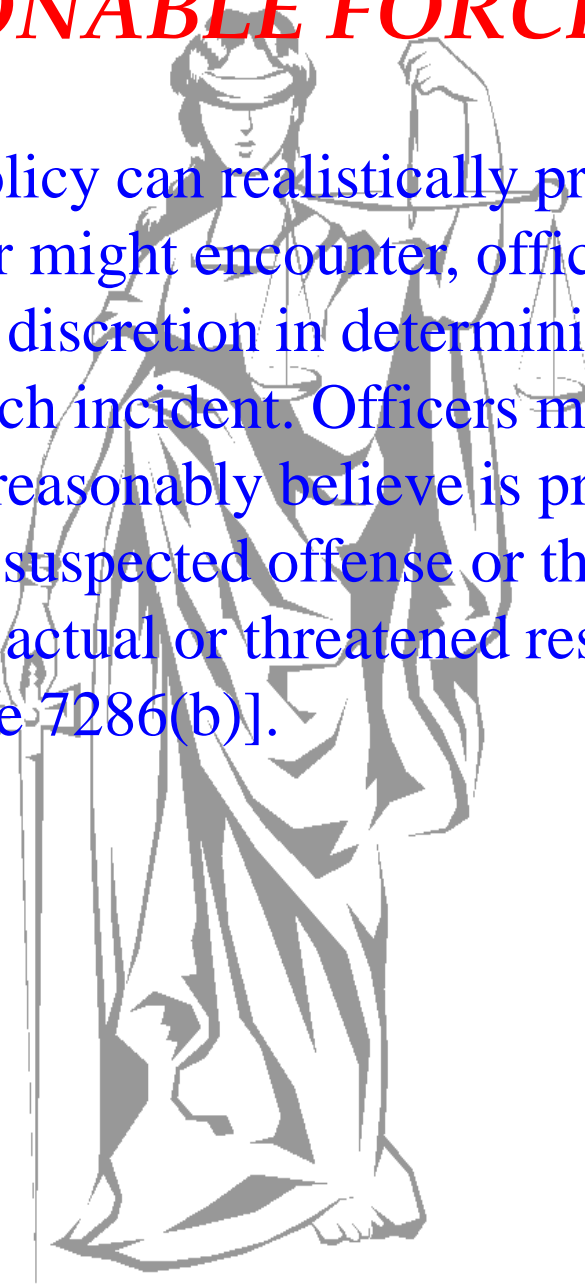 ONABLE FORCE
olicy can realistically pr
r might encounter, offic
discretion in determini
ch incident. Officers m
reasonably believe is pr
suspected offense or th
actual or threatened res
e 7286(b)].